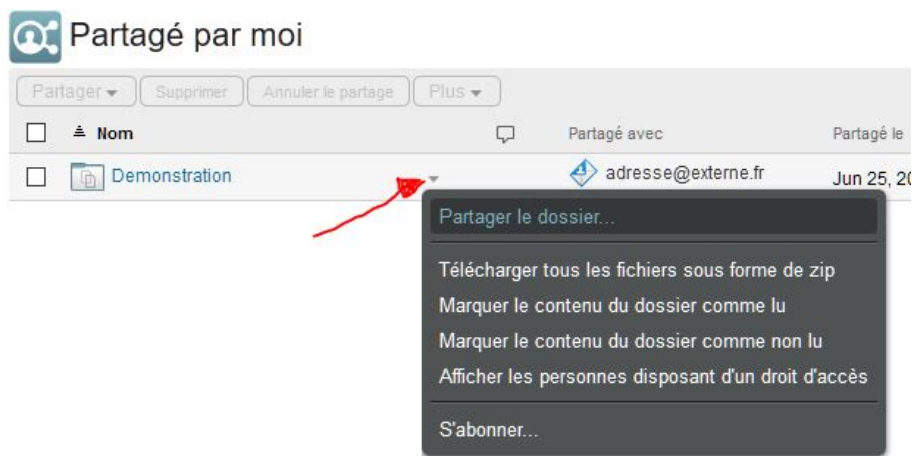 Partagé par moi
Partager Supprimer Annuler le partage Plus
Nom Partagé avec Partagé le
Demonstration adresse@externe.fr Jun 25, 20
Partager le dossier...
Télécharger tous les fichiers sous forme de zip
Marquer le contenu du dossier comme lu
Marquer le contenu du dossier comme non lu
Afficher les personnes disposant d'un droit d'accès
S'abonner...